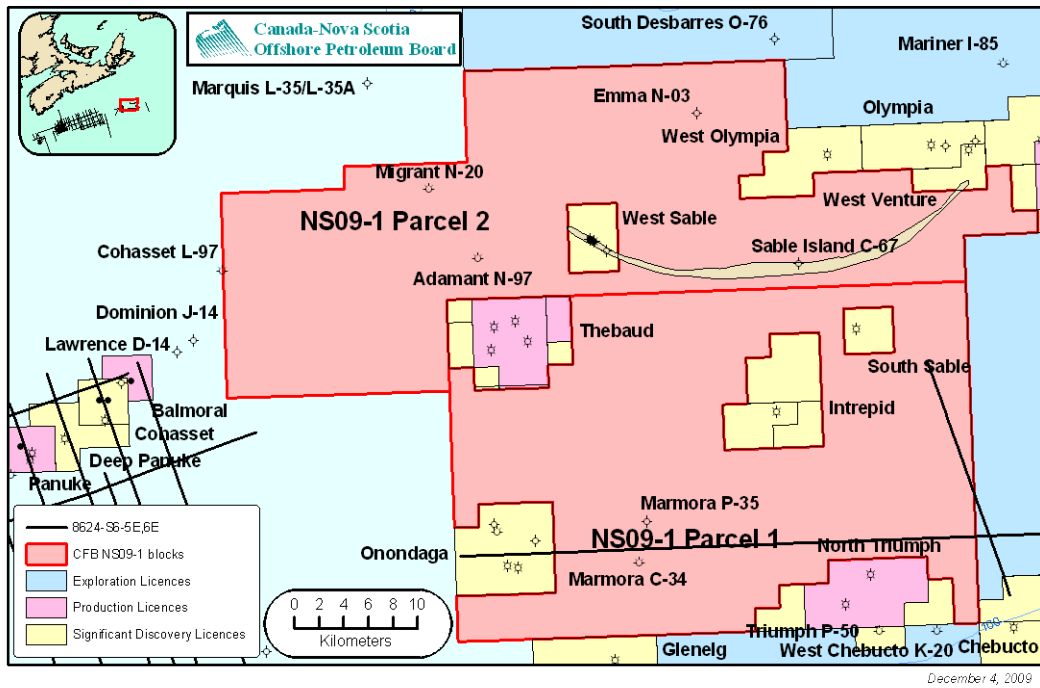 Canada-Nova Scotia
Offshore Petroleum Board
South Desbarres O-76
Mariner I-85
Marquis L-35/L-35A
Emma N-03
Olympia
West Olympia
Migrant N-20
NS09-1 Parcel 2
West Sable
West Venture
Cohasset L-97
Sable Island C-67
Adamant N-97
Dominion J-14
Thebaud
Lawrence D-14
South Sable
Balmoral
Intrepid
Cohasset
Deep Panuke
Panuke
Marmora P-35
8624-S6-5E,6E
CFB NS09-1 blocks
Exploration Licences
Production Licences
Significant Discovery Licences
NS09-1 Parcel 1
Onondaga
North Triumph
Marmora C-34
0 2 4 6 8 10
Kilometers
100
Triumph P-50
Glenelg
West Chebucto K-20
Chebucto
December 4, 2009